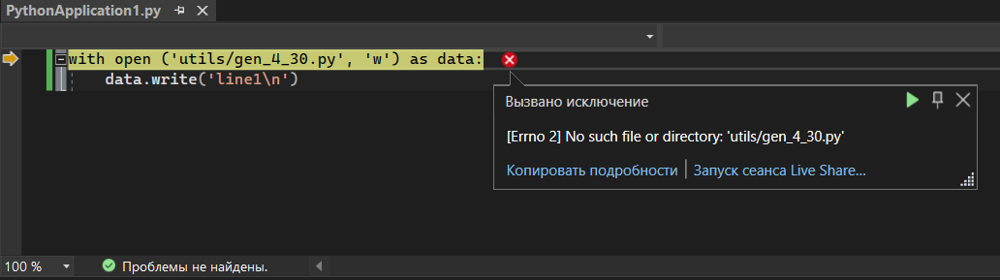 PythonApplication1.py
with open ('utils/gen_4_30.py', 'w') as data:
data.write('line1\n')
Вызвано исключение
[Errno 2] No such file or directory: 'utils/gen_4_30.py'
Копировать подробности | Запуск сеанса Live Share...
100 % Проблемы не найдены.